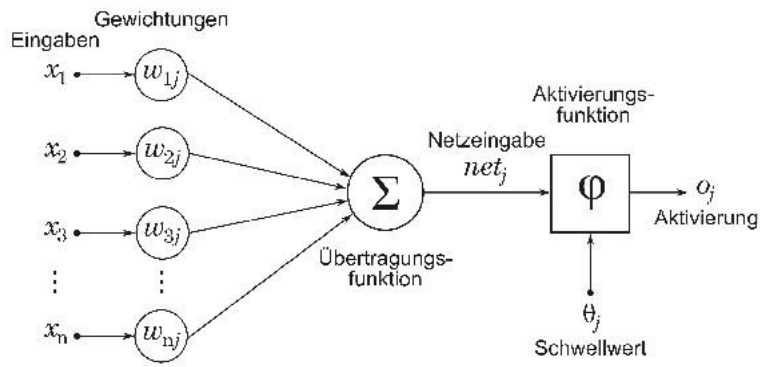 Gewichtungen
Eingaben
x₁ w₁ⱼ
x₂ w₂ⱼ
x₃ w₃ⱼ
⋮ ⋮
xₙ wₙⱼ
Σ
Übertragungs-
funktion
Netzeingabe
netⱼ
Aktivierungs-
funktion
φ
oⱼ
Aktivierung
θⱼ
Schwellwert